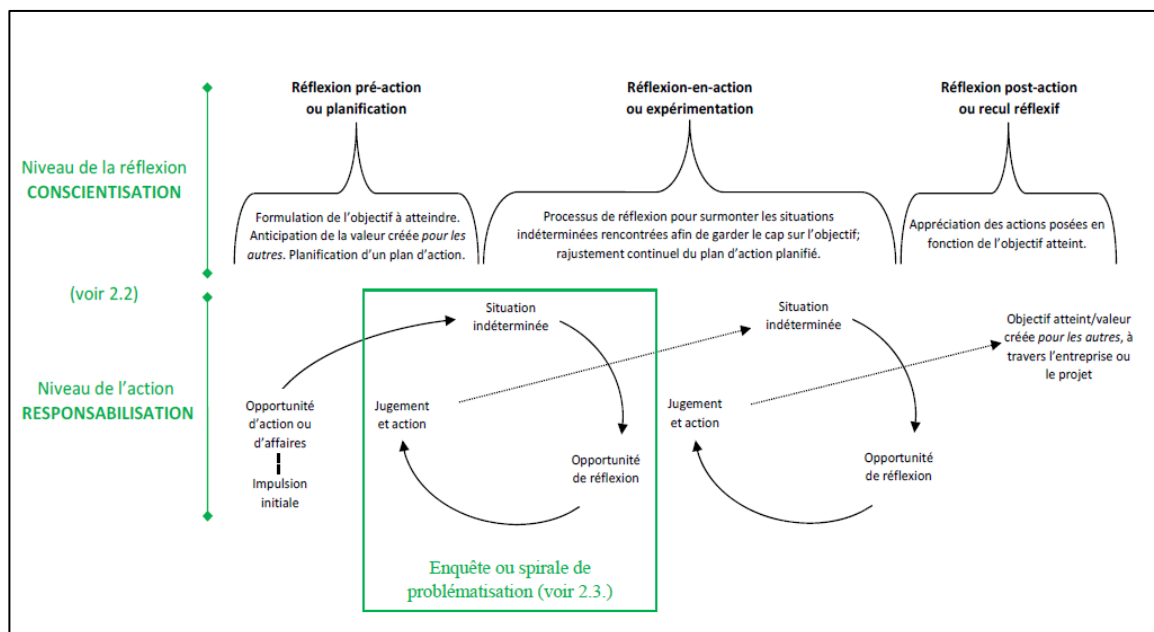 Réflexion pré-action
ou planification
Réflexion-en-action
ou expérimentation
Réflexion post-action
ou recul réflexif
Niveau de la réflexion
CONSCIENTISATION
Formulation de l'objectif à atteindre.
Anticipation de la valeur créée pour les
autres. Planification d'un plan d'action.
Processus de réflexion pour surmonter les situations
indéterminées rencontrées afin de garder le cap sur l'objectif;
rajustement continuel du plan d'action planifié.
Appréciation des actions posées en
fonction de l'objectif atteint.
(voir 2.2)
Niveau de l'action
RESPONSABILISATION
Opportunité
d'action ou
d'affaires
Impulsion
initiale
Situation
indéterminée
Jugement
et action
Opportunité
de réflexion
Situation
indéterminée
Jugement
et action
Opportunité
de réflexion
Objectif atteint/valeur
créée pour les autres, à
travers l'entreprise ou
le projet
Enquête ou spirale de
problématisation (voir 2.3.)